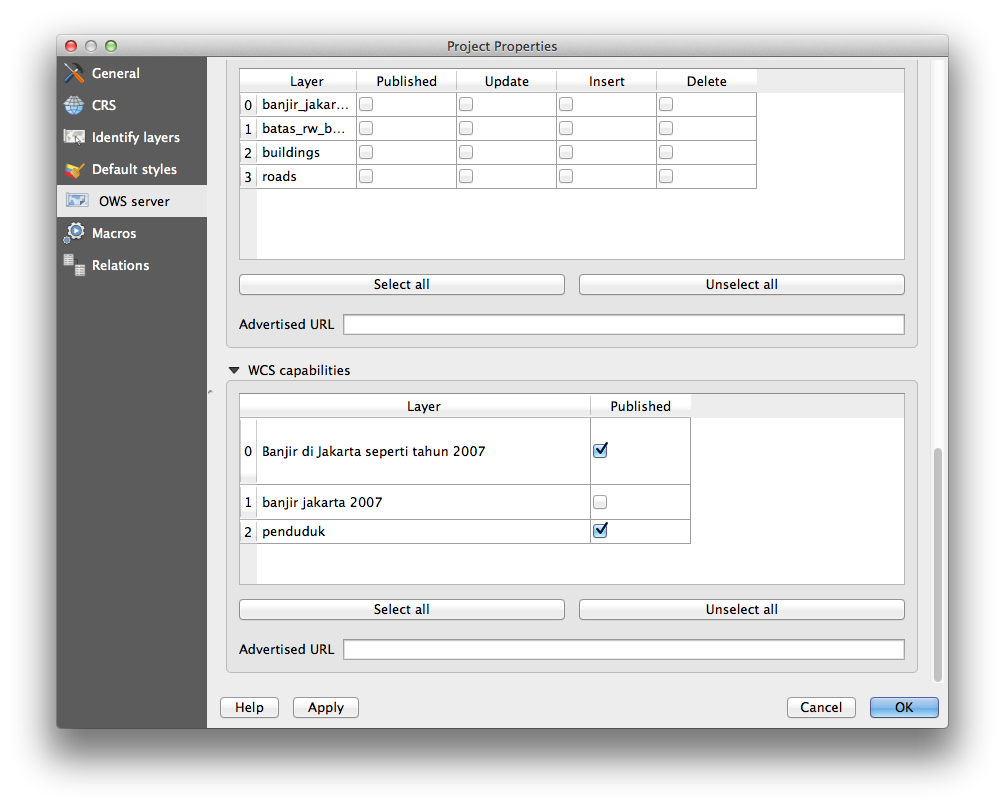 Project Properties
General
CRS
Identify layers
Default styles
OWS server
Macros
Relations
Layer Published Update Insert Delete
0 banjir_jakar...
1 batas_rw_b...
2 buildings
3 roads
Select all Unselect all
Advertised URL
WCS capabilities
Layer Published
0 Banjir di Jakarta seperti tahun 2007
1 banjir jakarta 2007
2 penduduk
Select all Unselect all
Advertised URL
Help Apply Cancel OK